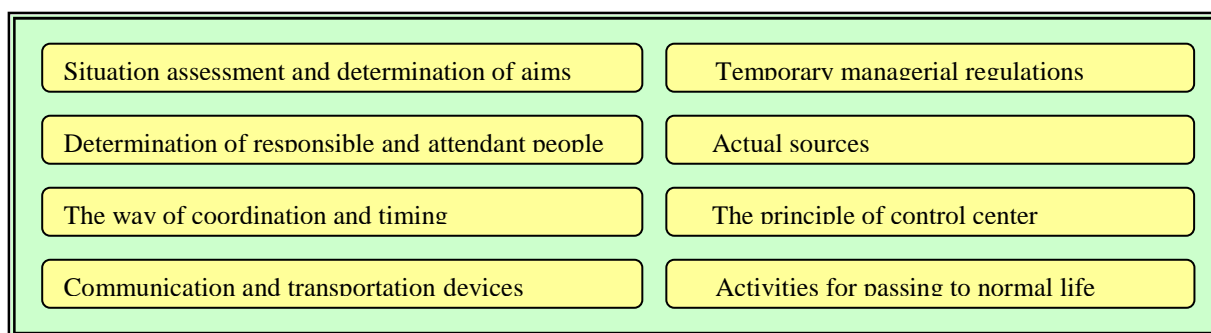 Situation assessment and determination of aims
Temporary managerial regulations
Determination of responsible and attendant people
Actual sources
The way of coordination and timing
The principle of control center
Communication and transportation devices
Activities for passing to normal life